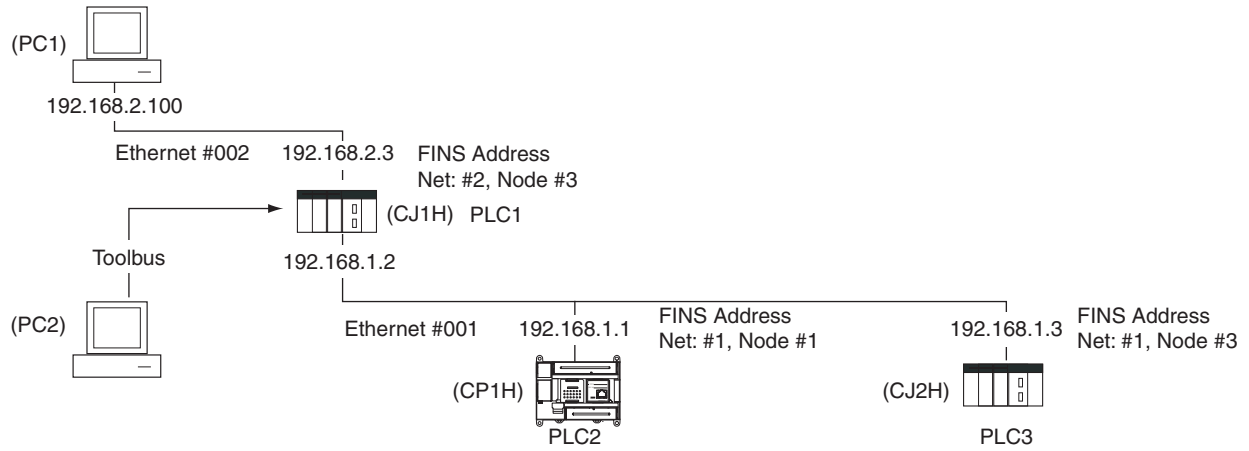 (PC1)
192.168.2.100
Ethernet #002
192.168.2.3
FINS Address
Net: #2, Node #3
(CJ1H) PLC1
Toolbus
192.168.1.2
(PC2)
Ethernet #001
192.168.1.1
FINS Address
Net: #1, Node #1
192.168.1.3
FINS Address
Net: #1, Node #3
(CP1H)
(CJ2H)
PLC2
PLC3